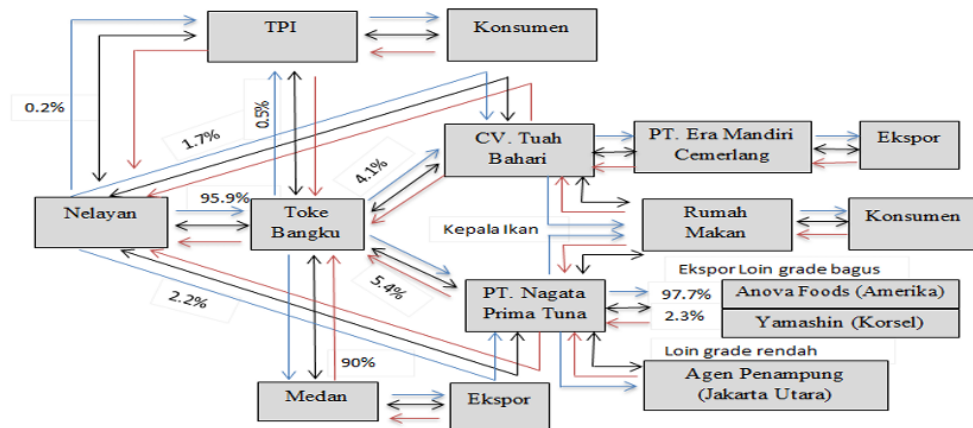 TPI
Konsumen
0.2%
1.7%
0.5%
4.1%
CV. Tuah
Bahari
PT. Era Mandiri
Cemerlang
Ekspor
95.9%
Nelayan
Toke
Bangku
Kepala Ikan
Rumah
Makan
Konsumen
2.2%
5.4%
Ekspor Loin grade bagus
PT. Nagata
Prima Tuna
97.7%
Anova Foods (Amerika)
2.3%
Yamashin (Korsel)
Loin grade rendah
90%
Agen Penampung
(Jakarta Utara)
Medan
Ekspor